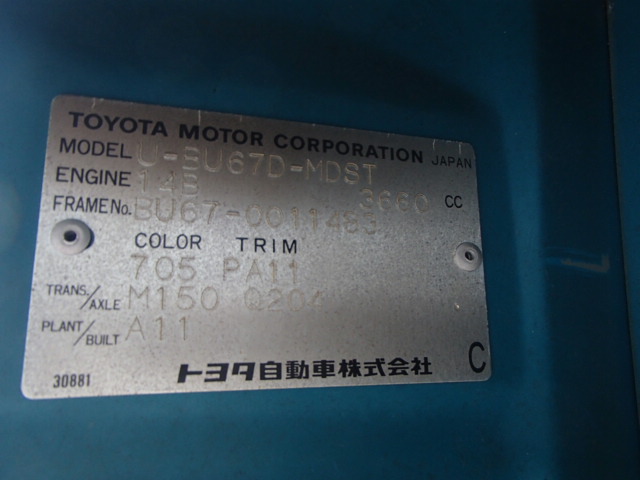 TOYOTA MOTOR CORPORATION JAPAN
MODEL U-BU67D-MDST
ENGINE 14B 3660 CC
FRAME No. BU67-0011483
COLOR TRIM
705 PA11
TRANS./AXLE M150
PLANT/BUILT A11
30881 トヨタ自動車株式会社 C